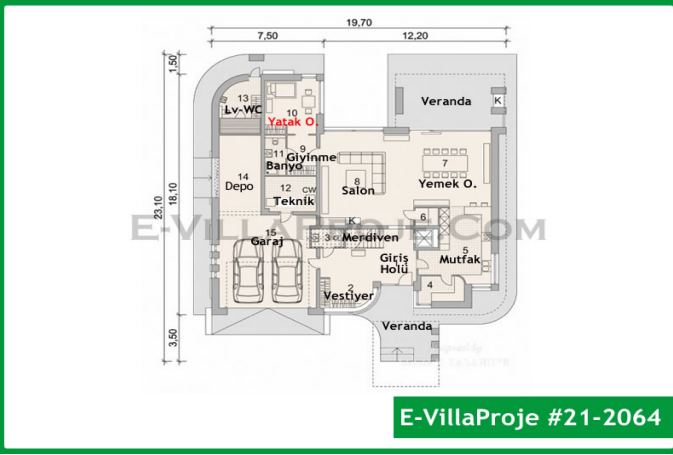 19,70
7,50
12,20
1,50
23,10
18,10
3,50
13
Lv-WC
10
Yatak O.
Veranda
K
11
Banyo
9
Giyinme
7
Yemek O.
8
Salon
14
Depo
12
CW
Teknik
E-VillaProje.Com
K
6
15
Garaj
3
Merdiven
Giriş
Holü
5
Mutfak
4
2
Vestiyer
Veranda
E-VillaProje #21-2064